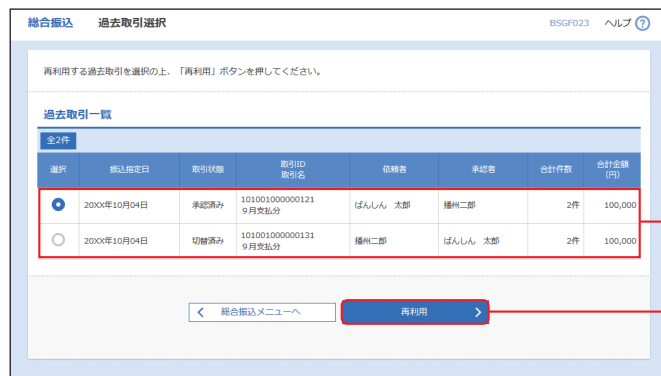 総合振込 過去取引選択 BSGF023 ヘルプ ?
再利用する過去取引を選択の上、「再利用」ボタンを押してください。
過去取引一覧
全2件
選択 振込指定日 取引状態 取引ID 取引名 依頼者 承認者 合計件数 合計金額 (円)
20XX年10月04日 承認済み 101001000000121 9月支払分 ばんしん 太郎 播州二郎 2件 100,000
20XX年10月04日 切替済み 101001000000131 9月支払分 播州二郎 ばんしん 太郎 2件 100,000
総合振込メニューへ 再利用